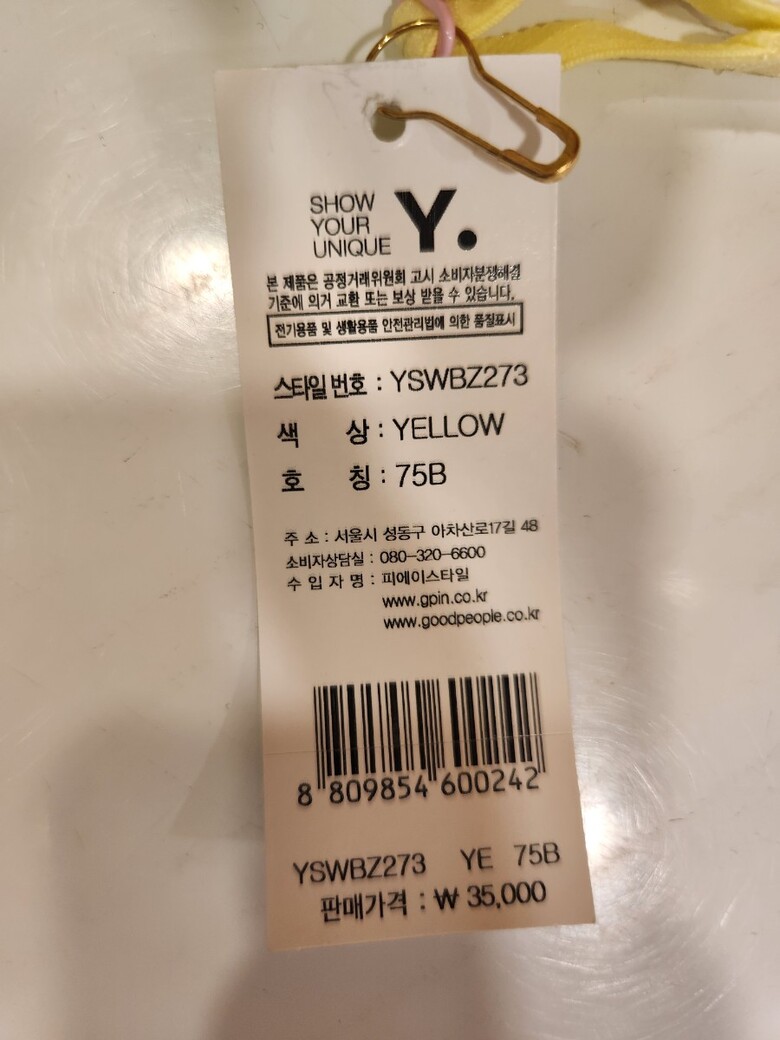 SHOW
YOUR
UNIQUE
Y.
본 제품은 공정거래위원회 고시 소비자분쟁해결
기준에 의거 교환 또는 보상 받을 수 있습니다.
전기용품 및 생활용품 안전관리법에 의한 품질표시
스타일번호 : YSWBZ273
색 상 : YELLOW
호 칭 : 75B
주 소 : 서울시 성동구 아차산로17길 48
소비자상담실 : 080-320-6600
수 입 자 명 : 피에이스타일
www.gpin.co.kr
www.goodpeople.co.kr
8 809854 600242
YSWBZ273 YE 75B
판매가격 : ₩ 35,000